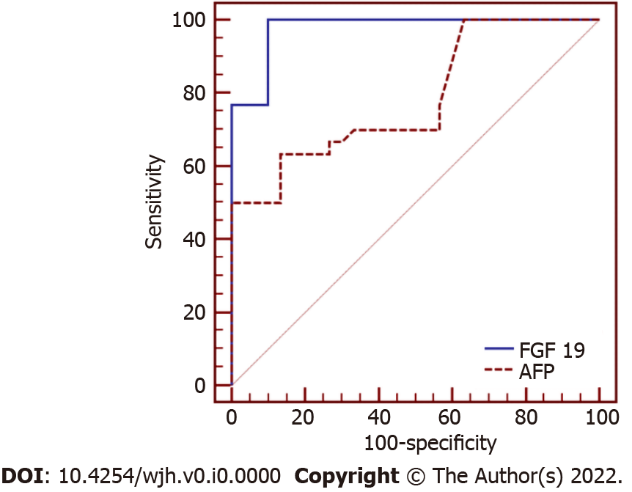 100
80
60
40
20
0
Sensitivity
FGF 19
AFP
0 20 40 60 80 100
100-specificity
DOI: 10.4254/wjh.v0.i0.0000 Copyright © The Author(s) 2022.